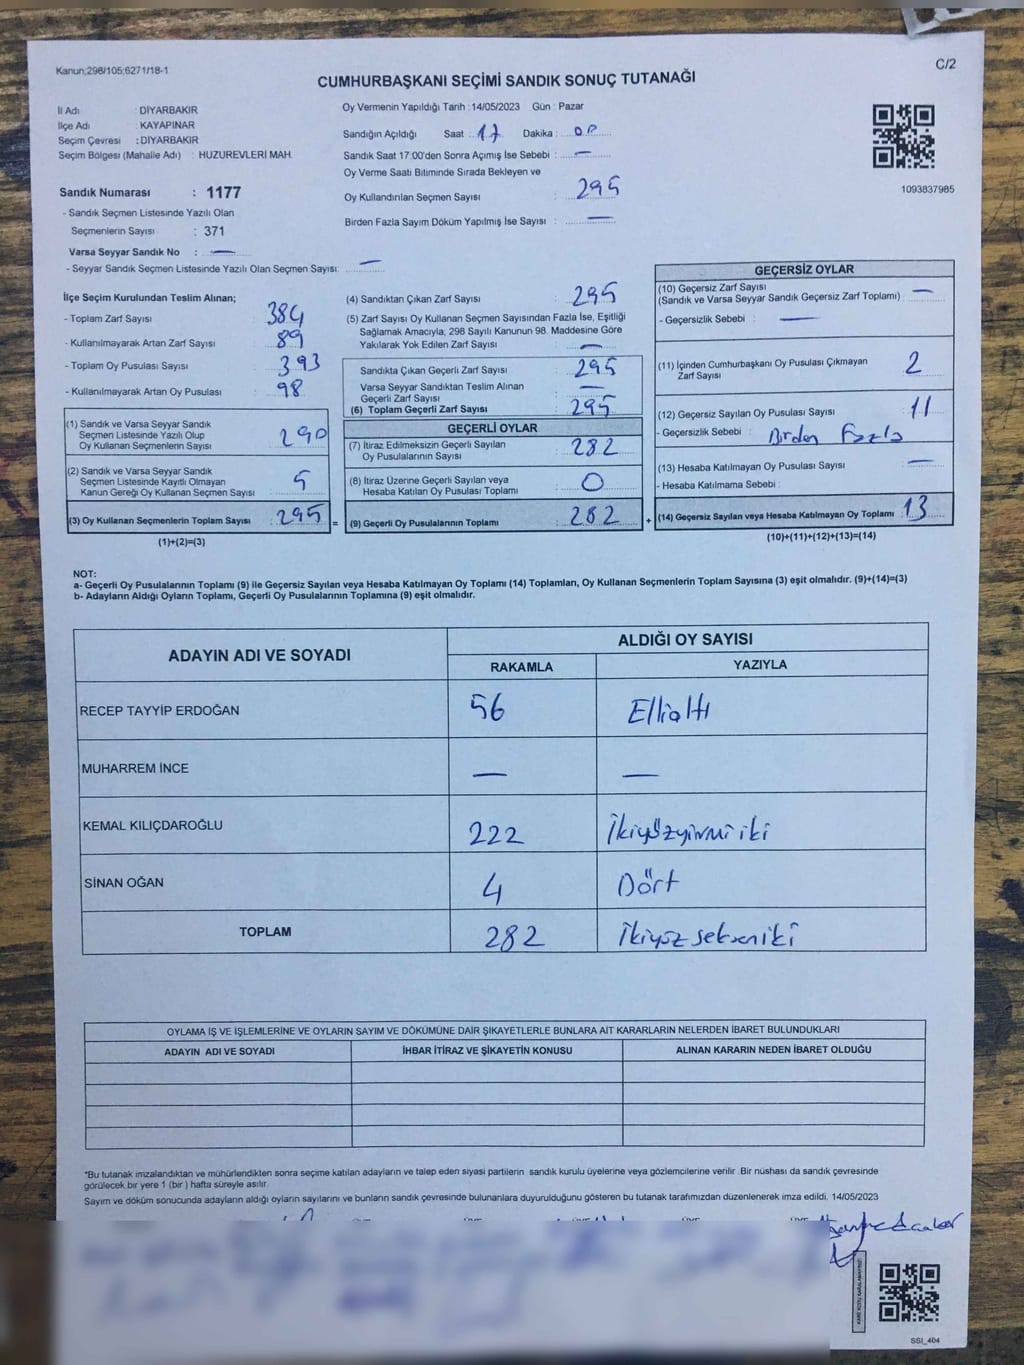 Kanun;298/105;6271/18-1
C/2
CUMHURBAŞKANI SEÇİMİ SANDIK SONUÇ TUTANAĞI
İl Adı : DİYARBAKIR
İlçe Adı : KAYAPINAR
Seçim Çevresi : DİYARBAKIR
Seçim Bölgesi (Mahalle Adı) : HUZUREVLERİ MAH.
Sandık Numarası : 1177
- Sandık Seçmen Listesinde Yazılı Olan
Seçmenlerin Sayısı : 371
Varsa Seyyar Sandık No : —
- Seyyar Sandık Seçmen Listesinde Yazılı Olan Seçmen Sayısı: —
Oy Vermenin Yapıldığı Tarih : 14/05/2023 Gün : Pazar
Sandığın Açıldığı Saat : 17 Dakika :
Sandık Saat 17:00'den Sonra Açımış İse Sebebi : —
Oy Verme Saati Bitiminde Sırada Bekleyen ve
Oy Kullandırılan Seçmen Sayısı : 295
Birden Fazla Sayım Döküm Yapılmış İse Sayısı : —
1093837985
İlçe Seçim Kurulundan Teslim Alınan;
- Toplam Zarf Sayısı : 384
- Kullanılmayarak Artan Zarf Sayısı : 89
- Toplam Oy Pusulası Sayısı : 393
- Kullanılmayarak Artan Oy Pusulası : 98
(1) Sandık ve Varsa Seyyar Sandık
Seçmen Listesinde Yazılı Olup
Oy Kullanan Seçmenlerin Sayısı : 290
(2) Sandık ve Varsa Seyyar Sandık
Seçmen Listesinde Kayıtlı Olmayan
Kanun Gereği Oy Kullanan Seçmen Sayısı : 5
(3) Oy Kullanan Seçmenlerin Toplam Sayısı : 295 =
(1)+(2)=(3)
(4) Sandıktan Çıkan Zarf Sayısı : 295
(5) Zarf Sayısı Oy Kullanan Seçmen Sayısından Fazla İse, Eşitliği
Sağlamak Amacıyla; 298 Sayılı Kanunun 98. Maddesine Göre
Yakılarak Yok Edilen Zarf Sayısı : —
Sandıkta Çıkan Geçerli Zarf Sayısı : 295
Varsa Seyyar Sandıktan Teslim Alınan
Geçerli Zarf Sayısı : —
(6) Toplam Geçerli Zarf Sayısı : 295
GEÇERLİ OYLAR
(7) İtiraz Edilmeksizin Geçerli Sayılan
Oy Pusulalarının Sayısı : 282
(8) İtiraz Üzerine Geçerli Sayılan veya
Hesaba Katılan Oy Pusulası Toplamı : 0
(9) Geçerli Oy Pusulalarının Toplamı : 282 +
GEÇERSİZ OYLAR
(10) Geçersiz Zarf Sayısı
(Sandık ve Varsa Seyyar Sandık Geçersiz Zarf Toplamı) : —
- Geçersizlik Sebebi : —
(11) İçinden Cumhurbaşkanı Oy Pusulası Çıkmayan
Zarf Sayısı : 2
(12) Geçersiz Sayılan Oy Pusulası Sayısı : 11
- Geçersizlik Sebebi : Birden Fazla
(13) Hesaba Katılmayan Oy Pusulası Sayısı : —
- Hesaba Katılmama Sebebi :
(14) Geçersiz Sayılan veya Hesaba Katılmayan Oy Toplamı : 13
(10)+(11)+(12)+(13)=(14)
NOT:
a- Geçerli Oy Pusulalarının Toplamı (9) ile Geçersiz Sayılan veya Hesaba Katılmayan Oy Toplamı (14) Toplamları, Oy Kullanan Seçmenlerin Toplam Sayısına (3) eşit olmalıdır. (9)+(14)=(3)
b- Adayların Aldığı Oyların Toplamı, Geçerli Oy Pusulalarının Toplamına (9) eşit olmalıdır.
ADAYIN ADI VE SOYADI ALDIĞI OY SAYISI
RAKAMLA YAZIYLA
RECEP TAYYİP ERDOĞAN 56 Ellialtı
MUHARREM İNCE — —
KEMAL KILIÇDAROĞLU 222 İkiyüzyirmi iki
SİNAN OĞAN 4 Dört
TOPLAM 282 İkiyüz sekseniki
OYLAMA İŞ VE İŞLEMLERİNE VE OYLARIN SAYIM VE DÖKÜMÜNE DAİR ŞİKAYETLERLE BUNLARA AİT KARARLARIN NELERDEN İBARET BULUNDUKLARI
ADAYIN ADI VE SOYADI İHBAR İTİRAZ VE ŞİKAYETİN KONUSU ALINAN KARARIN NEDEN İBARET OLDUĞU
*Bu tutanak imzalandıktan ve mühürlendikten sonra seçime katılan adayların ve talep eden siyasi partilerin sandık kurulu üyelerine veya gözlemcilerine verilir. Bir nüshası da sandık çevresinde
görülecek bir yere 1 (bir ) hafta süreyle asılır.
Sayım ve döküm sonucunda adayların aldığı oyların sayılarını ve bunların sandık çevresinde bulunanlara duyurulduğunu gösteren bu tutanak tarafımızdan düzenlenerek imza edildi. 14/05/2023
SSI_404